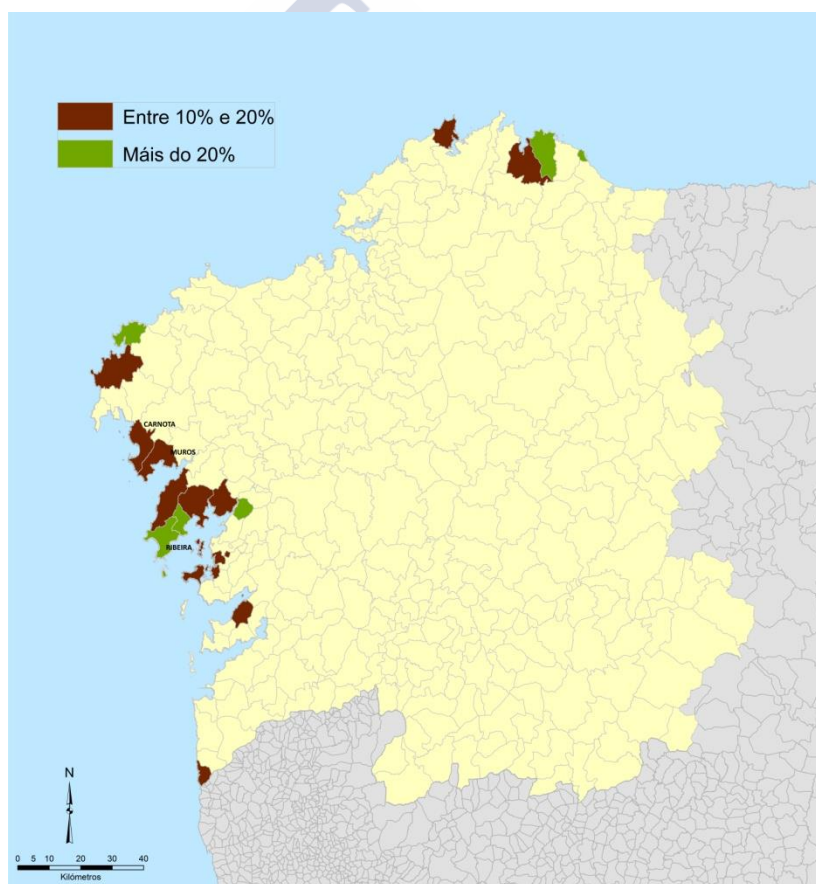 Entre 10% e 20%
Máis do 20%
CARNOTA
MUROS
RIBEIRA
N
0 5 10 20 30 40
Kilómetros